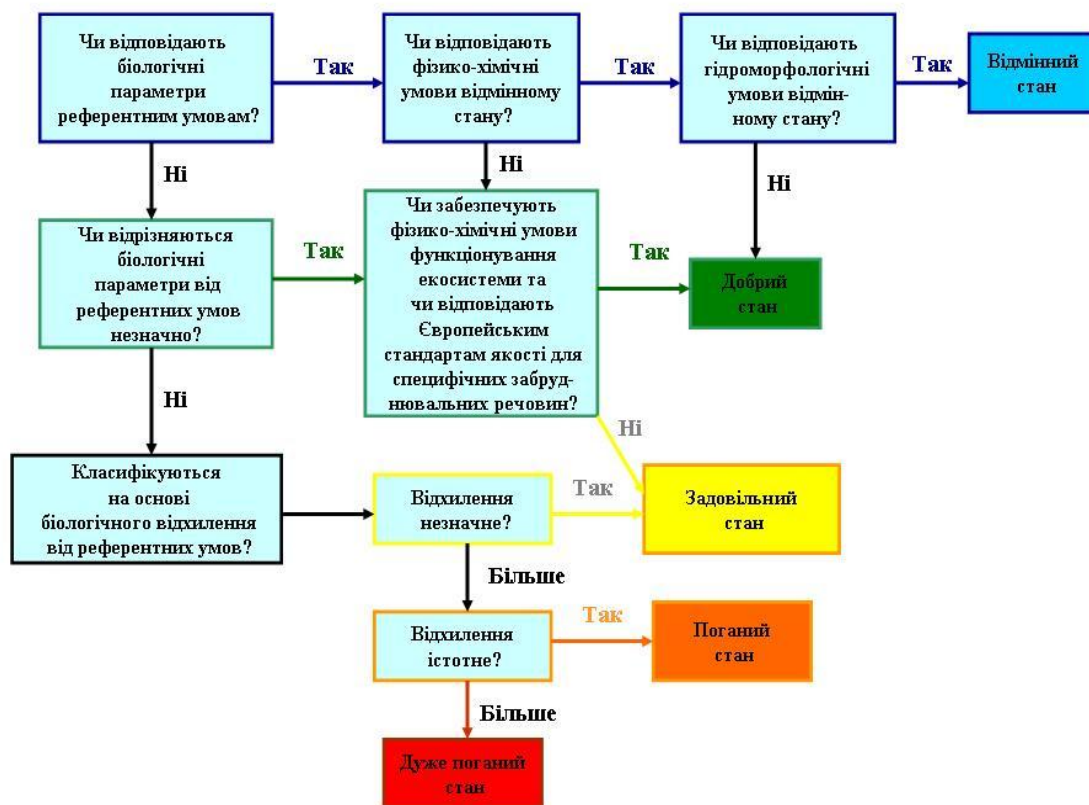 Чи відповідають
біологічні
параметри
референтним умовам?
Так
Чи відповідають
фізико-хімічні
умови відмінному
стану?
Так
Чи відповідають
гідроморфологічні
умови відмін-
ному стану?
Так
Відмінний
стан
Ні
Ні
Ні
Чи відрізняються
біологічні
параметри від
референтних умов
незначно?
Так
Чи забезпечують
фізико-хімічні умови
функціонування
екосистеми та
чи відповідають
Європейським
стандартам якості для
специфічних забруд-
нювальних речовин?
Так
Добрий
стан
Ні
Ні
Класифікуються
на основі
біологічного відхилення
від референтних умов?
Відхилення
незначне?
Так
Задовільний
стан
Більше
Відхилення
істотне?
Так
Поганий
стан
Більше
Дуже поганий
стан